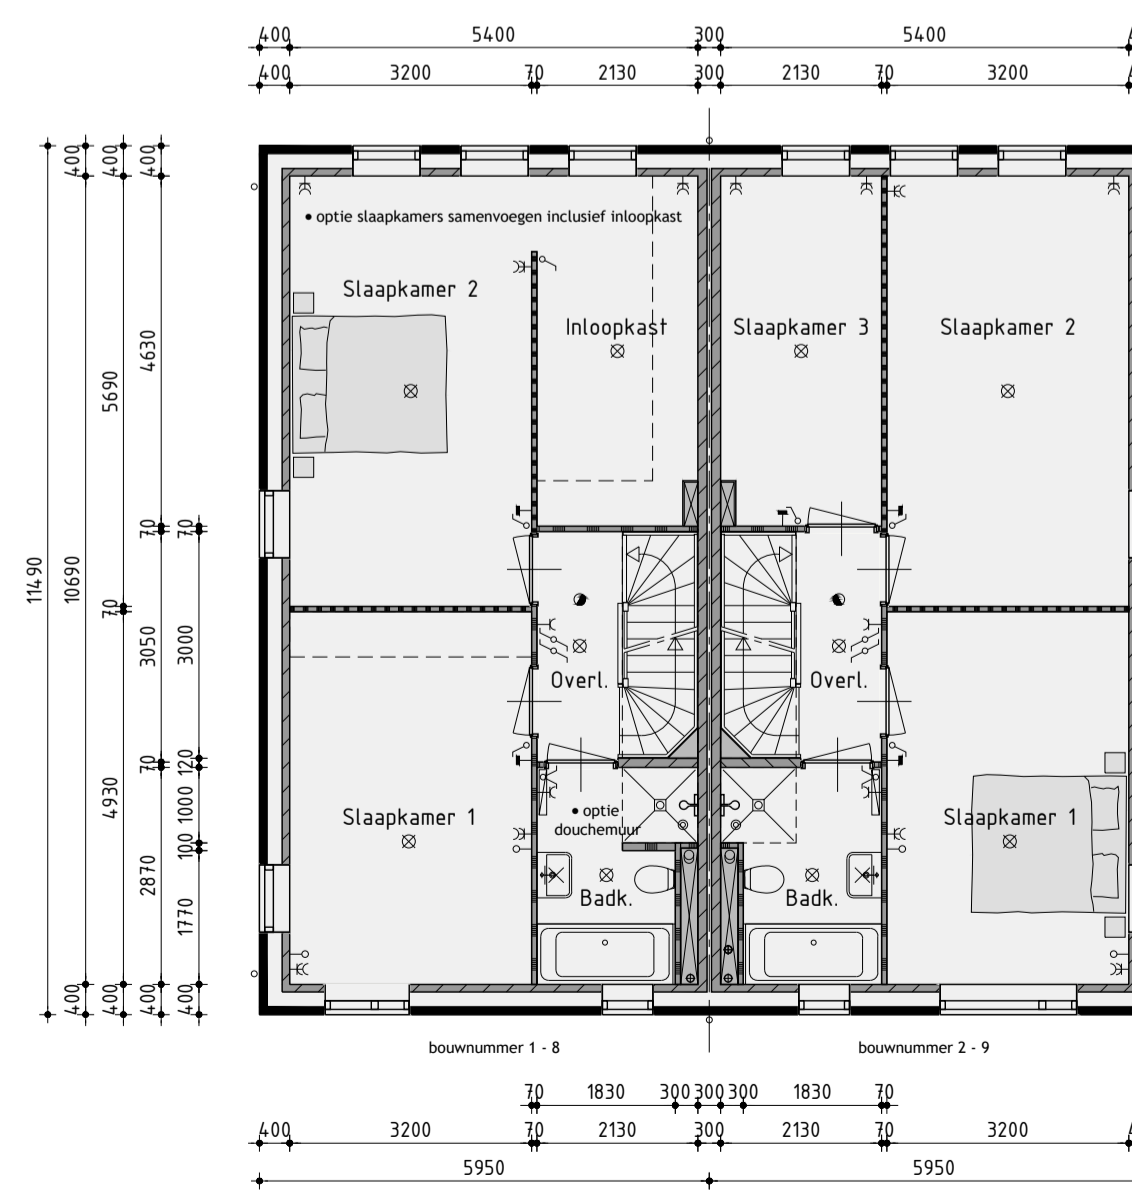 400 5400 300 5400
400 3200 70 2130 300 2130 70 3200
400 400 400
• optie slaapkamers samenvoegen inclusief inloopkast
Slaapkamer 2
Inloopkast
Slaapkamer 3
Slaapkamer 2
4630
5690
70 70
11490
10690
70
3050
3000
Overl.
Overl.
70 120
4930
1000
100
2870
1770
Slaapkamer 1
• optie
douchemuur
Slaapkamer 1
Badk.
Badk.
400 400 400 400
bouwnummer 1 - 8
bouwnummer 2 - 9
70 1830 300 300 300 1830 70
400 3200 70 2130 300 2130 70 3200
5950 5950